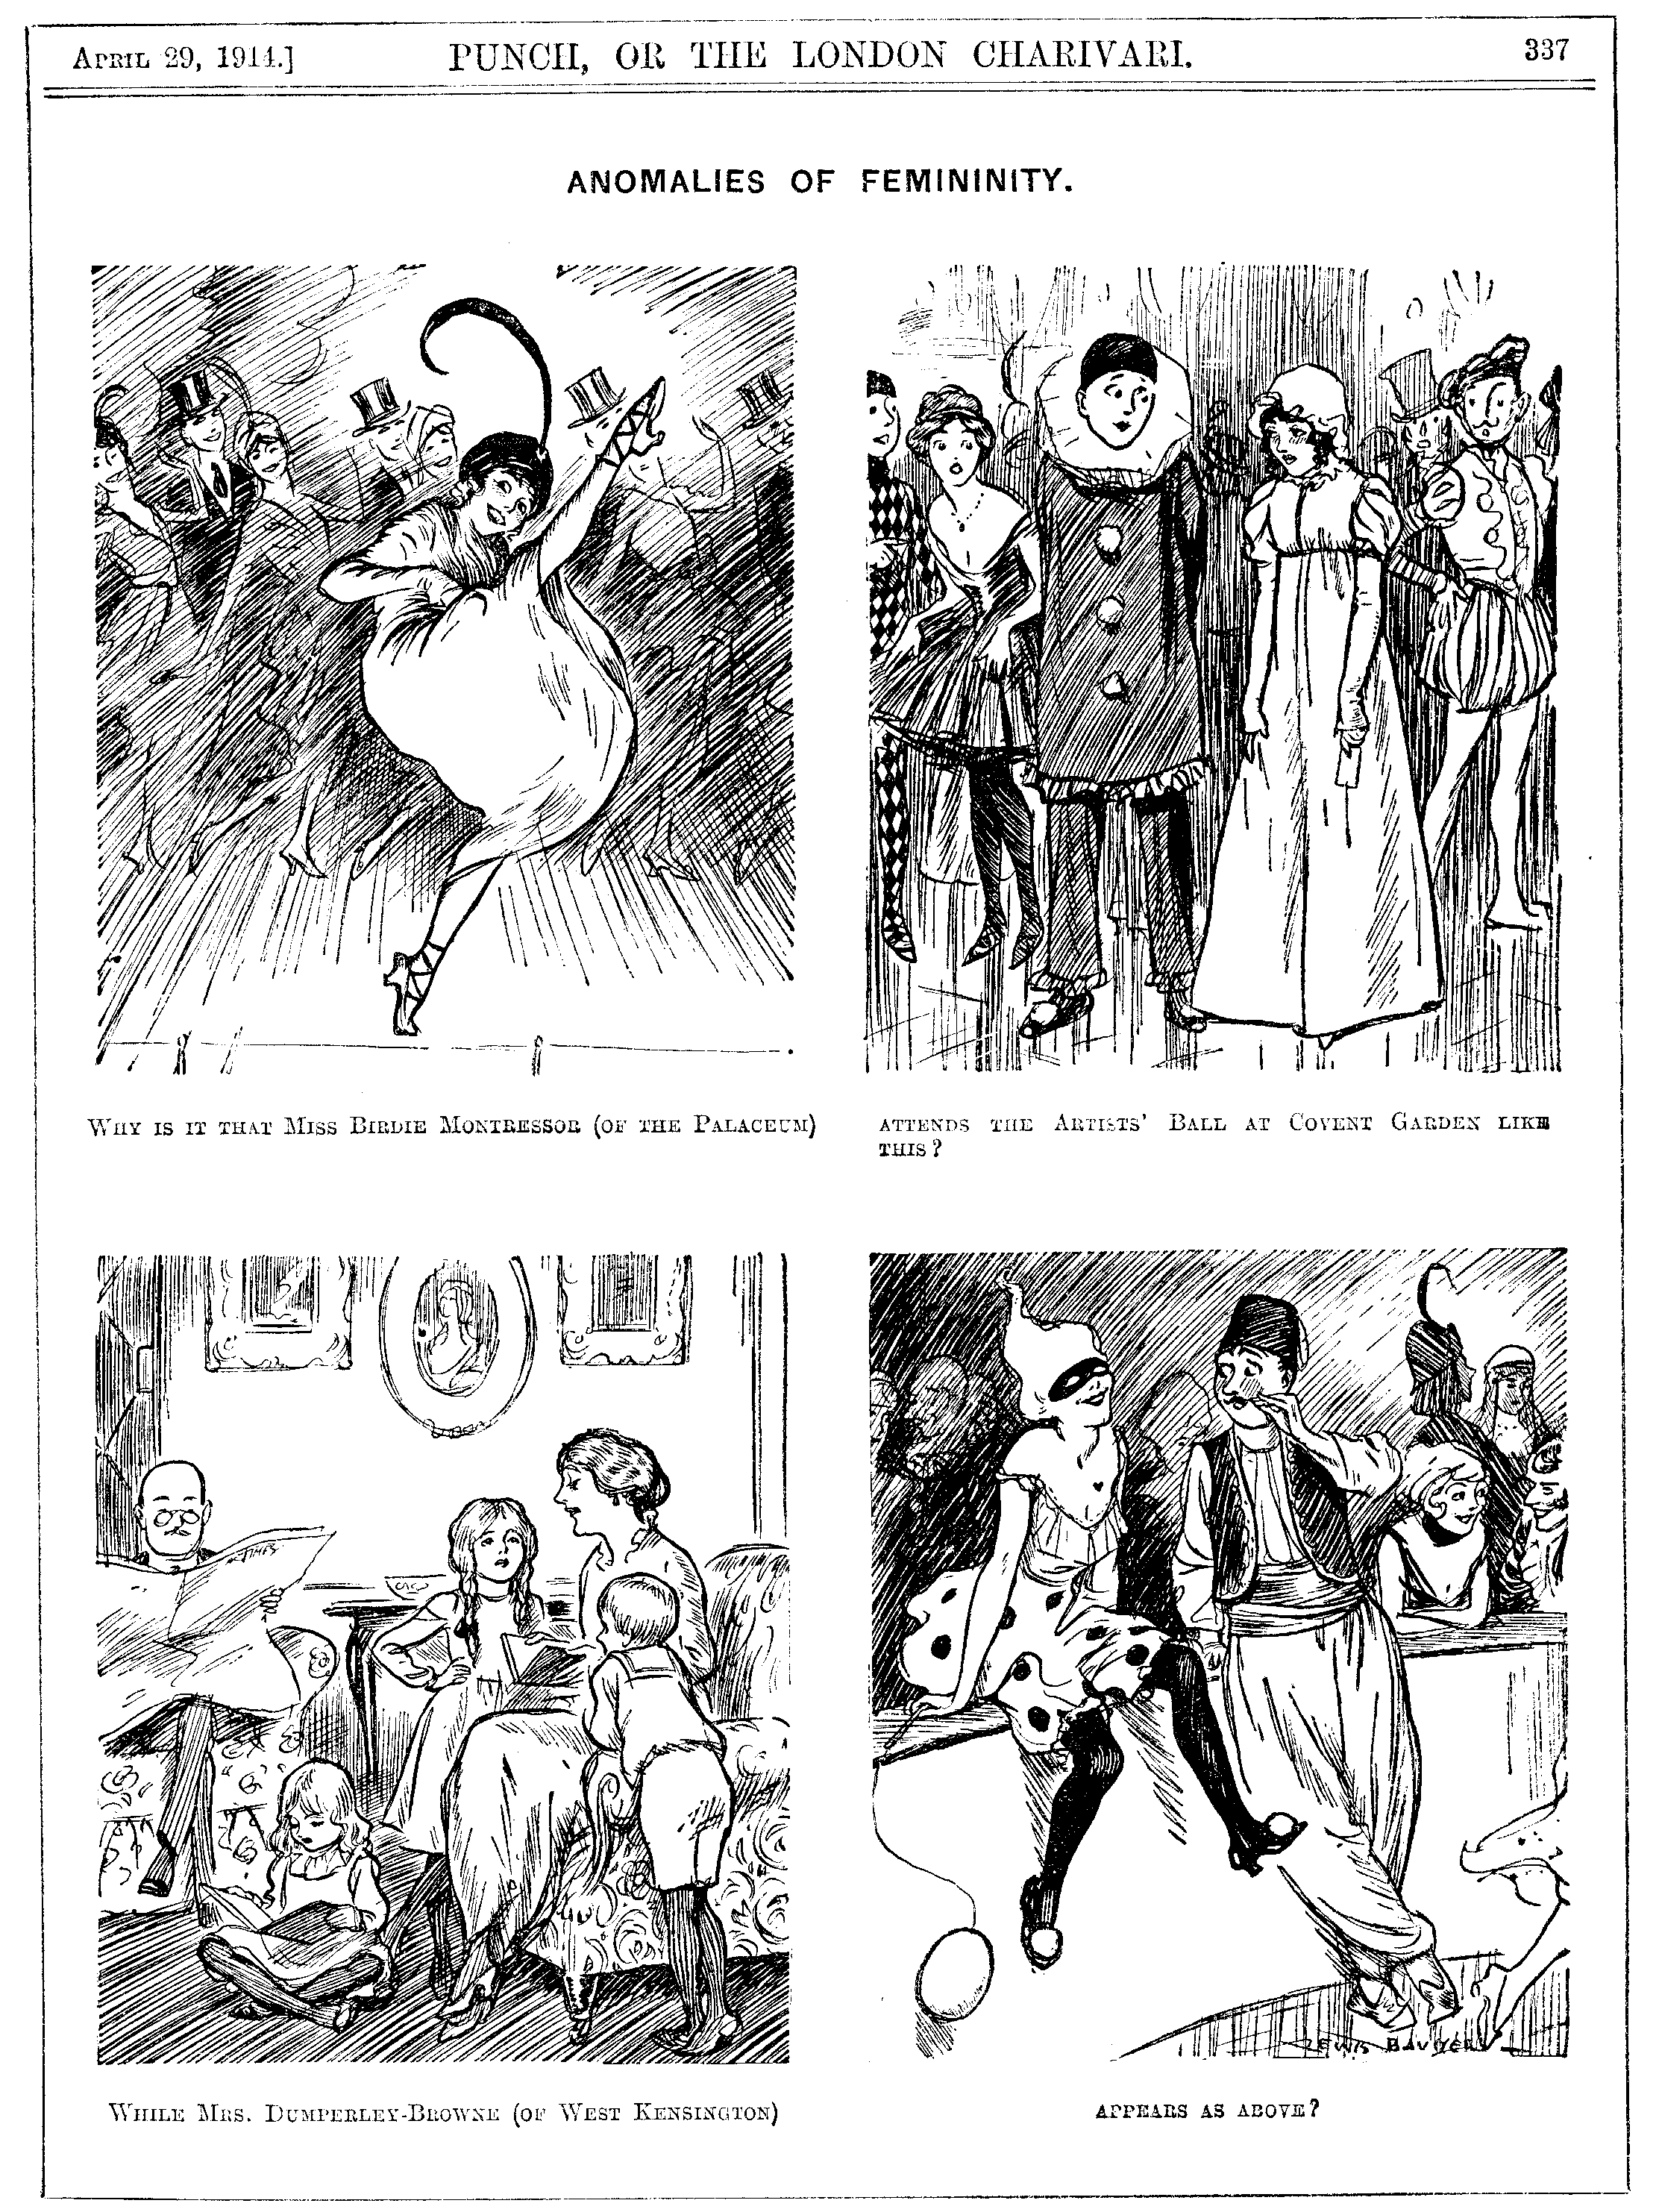 APRIL 29, 1914.] PUNCH, OR THE LONDON CHARIVARI. 337
ANOMALIES OF FEMININITY.
WHY IS IT THAT MISS BIRDIE MONTRESSOR (OF THE PALACEUM)
ATTENDS THE ARTISTS' BALL AT COVENT GARDEN LIKE
THIS?
TIMES
LEWIS BAUMER
WHILE MRS. DUMPERLEY-BROWNE (OF WEST KENSINGTON)
APPEARS AS ABOVE?